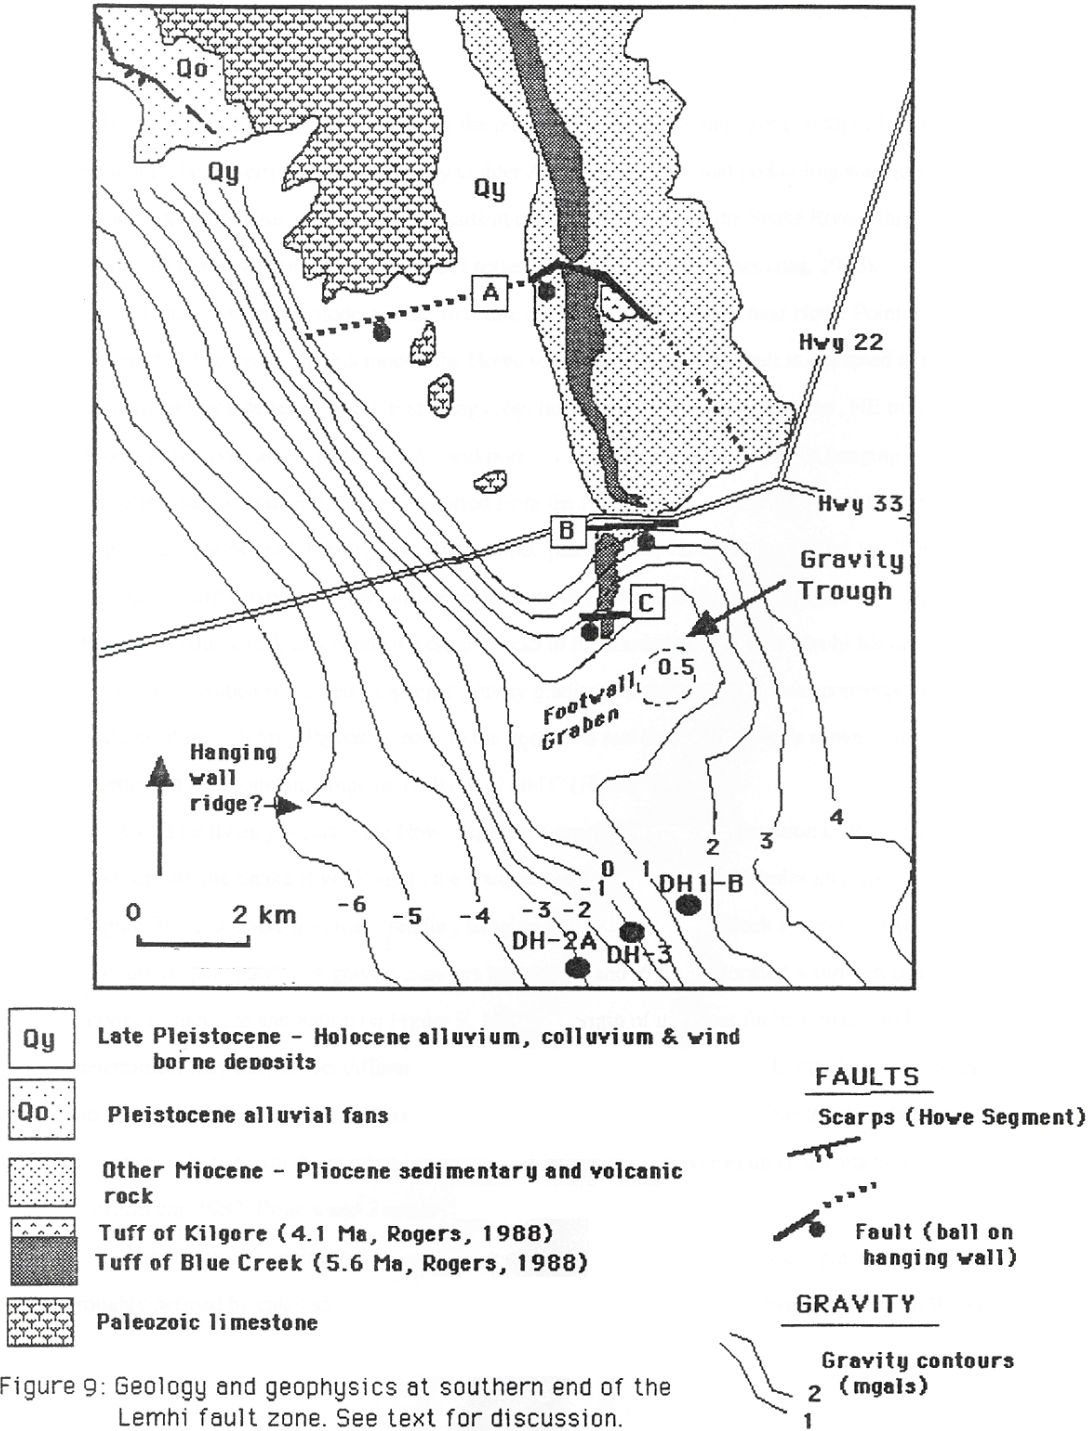 Qo
Qy
Qy
A
Hwy 22
Hwy 33
B
Gravity
Trough
C
0.5
Footwall
Graben
Hanging
wall
ridge?
4
3
2
1
0
-1
-2
-3
-4
-5
-6
DH1-B
DH-2A
DH-3
0 2 km
Qy
Late Pleistocene - Holocene alluvium, colluvium & wind
borne deposits
Qo
Pleistocene alluvial fans
Other Miocene - Pliocene sedimentary and volcanic
rock
Tuff of Kilgore (4.1 Ma, Rogers, 1988)
Tuff of Blue Creek (5.6 Ma, Rogers, 1988)
Paleozoic limestone
FAULTS
Scarps (Howe Segment)
Fault (ball on
hanging wall)
GRAVITY
Gravity contours
(mgals)
2
1
Figure 9: Geology and geophysics at southern end of the
Lemhi fault zone. See text for discussion.